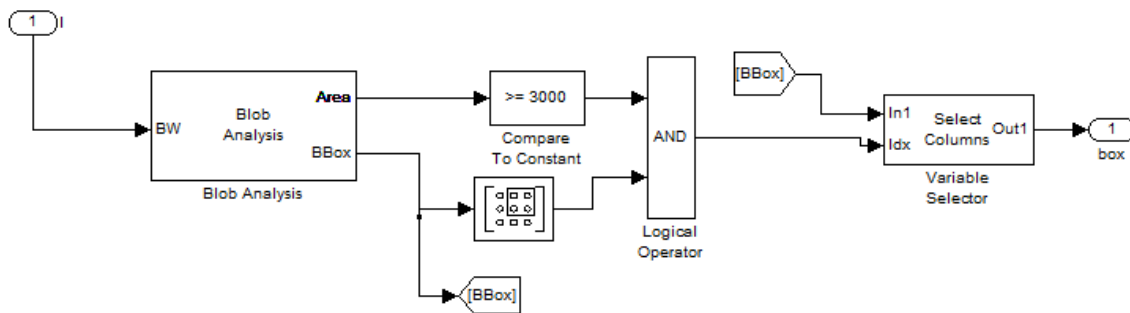 1
I
BW
Blob
Analysis
Area
BBox
Blob Analysis
>= 3000
Compare
To Constant
AND
Logical
Operator
[BBox]
[BBox]
In1
Idx
Select
Columns
Out1
Variable
Selector
1
box